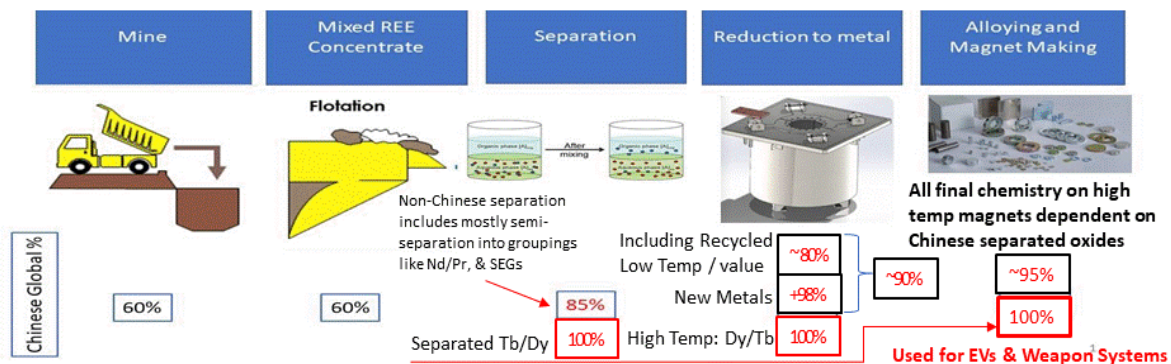 Mine
Mixed REE
Concentrate
Separation
Reduction to metal
Alloying and
Magnet Making
Flotation
Organic phase [A]
After
mixing
Organic phase [A]
Non-Chinese separation
includes mostly semi-
separation into groupings
like Nd/Pr, & SEGs
All final chemistry on high
temp magnets dependent on
Chinese separated oxides
Chinese Global %
60%
60%
85%
Separated Tb/Dy
100%
Including Recycled
Low Temp / value
~80%
New Metals
+98%
~90%
High Temp: Dy/Tb
100%
~95%
100%
1
Used for EVs & Weapon Systems